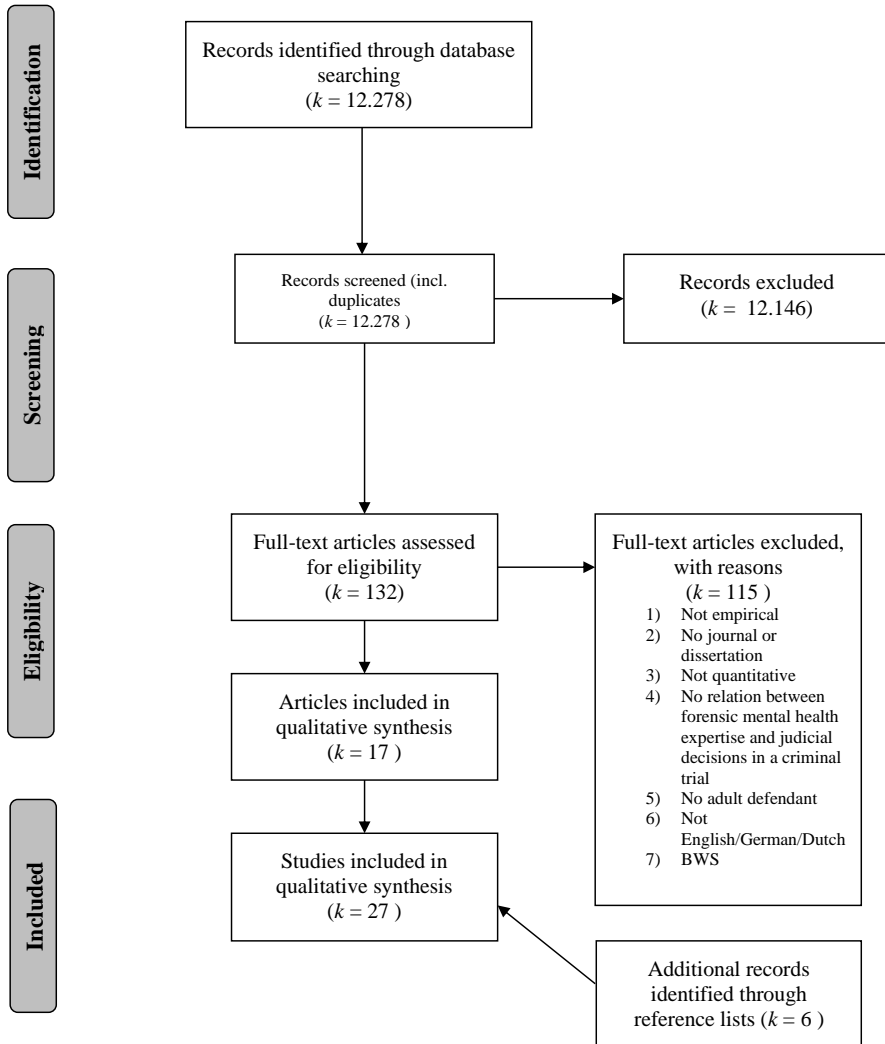 Identification
Records identified through database
searching
(k = 12.278)
Screening
Records screened (incl.
duplicates
(k = 12.278 )
Records excluded
(k = 12.146)
Eligibility
Full-text articles assessed
for eligibility
(k = 132)
Full-text articles excluded,
with reasons
(k = 115 )
1) Not empirical
2) No journal or
dissertation
3) Not quantitative
4) No relation between
forensic mental health
expertise and judicial
decisions in a criminal
trial
5) No adult defendant
6) Not
English/German/Dutch
7) BWS
Articles included in
qualitative synthesis
(k = 17 )
Included
Studies included in
qualitative synthesis
(k = 27 )
Additional records
identified through
reference lists (k = 6 )